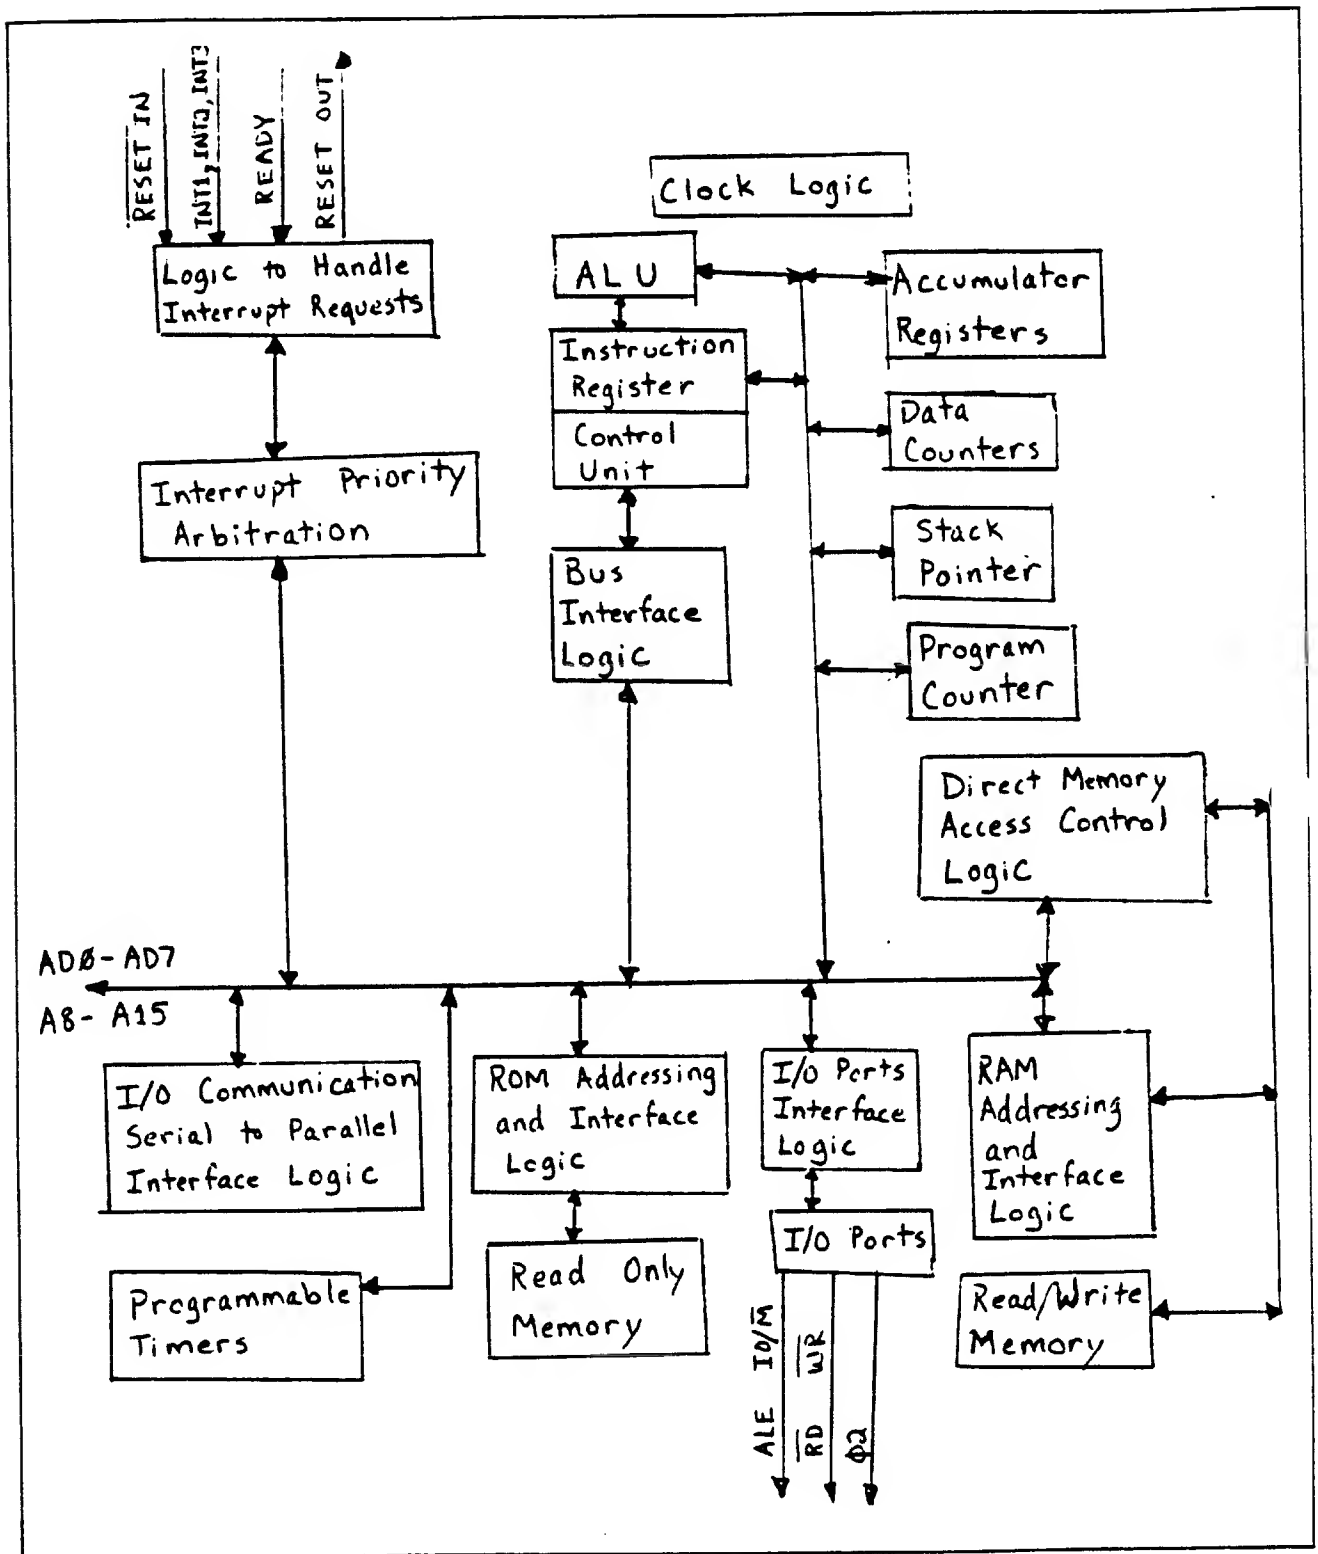 RESET IN
INT1, INT2, INT3
READY
RESET OUT
Clock Logic
Logic to Handle
Interrupt Requests
ALU
Accumulator
Registers
Instruction
Register
Control
Unit
Data
Counters
Interrupt Priority
Arbitration
Stack
Pointer
Bus
Interface
Logic
Program
Counter
Direct Memory
Access Control
Logic
ADØ - AD7
A8 - A15
I/O Communication
Serial to Parallel
Interface Logic
ROM Addressing
and Interface
Logic
I/O Ports
Interface
Logic
RAM
Addressing
and
Interface
Logic
I/O Ports
Programmable
Timers
Read Only
Memory
Read/Write
Memory
ALE IO/M̅
R̅D̅ W̅R̅
Φ2